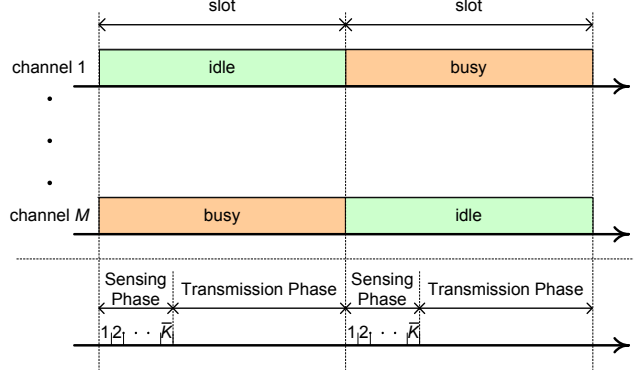 slot slot
channel 1 idle busy
channel M busy idle
Sensing Phase Transmission Phase Sensing Phase Transmission Phase
1 2 · · · K̅ 1 2 · · · K̅